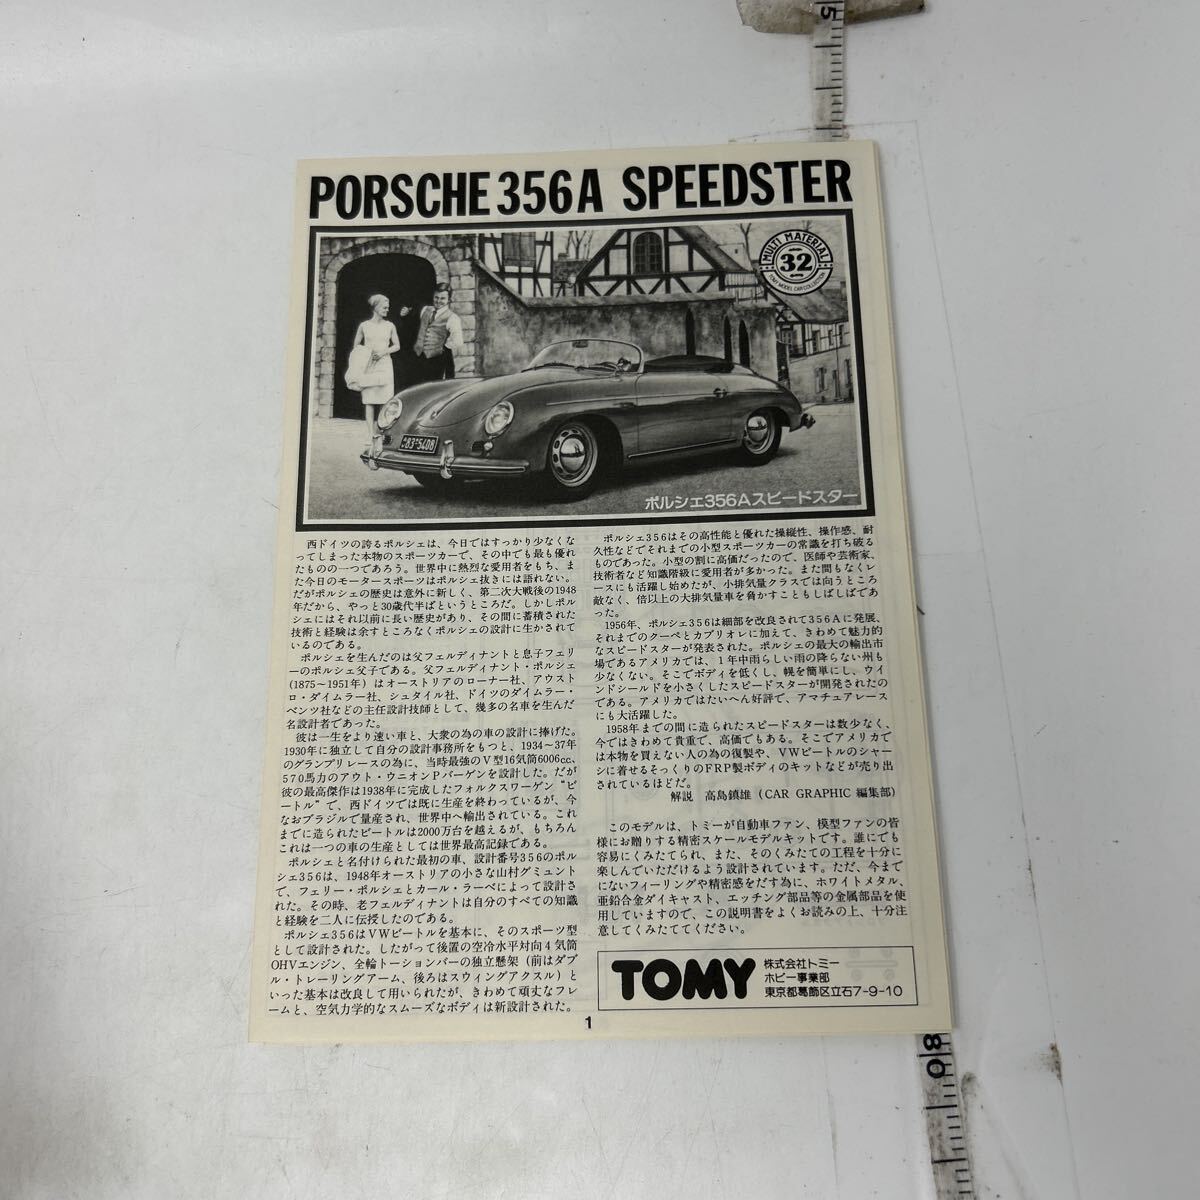 PORSCHE 356A SPEEDSTER
MULTI MATERIAL
32
83-5408
ポルシェ356Aスピードスター
西ドイツの誇るポルシェは、今日ではすっかり少なくな
ってしまった本物のスポーツカーで、その中でも最も優れ
たものの一つであろう。世界中に熱烈な愛用者をもち、ま
た今日のモータースポーツはポルシェ抜きには語れない。
だがポルシェの歴史は意外に新しく、第二次大戦後の1948
年だから、やっと30歳代半ばというところだ。しかしポル
シェにはそれ以前に長い歴史があり、その間に蓄積された
技術と経験は余すところなくポルシェの設計に生かされて
いるのである。
ポルシェを生んだのは父フェルディナントと息子フェリ
ーのポルシェ父子である。父フェルディナント・ポルシェ
(1875〜1951年)はオーストリアのローナー社、アウスト
ロ・ダイムラー社、シュタイル社、ドイツのダイムラー・
ベンツ社などの主任設計技師として、幾多の名車を生んだ
名設計者であった。
彼は一生をより速い車と、大衆の為の車の設計に捧げた。
1930年に独立して自分の設計事務所をもつと、1934〜37年
のグランプリレースの為に、当時最強のV型16気筒6006cc、
570馬力のアウト・ウニオンPバーゲンを設計した。だが
彼の最高傑作は1938年に完成したフォルクスワーゲン“ビ
ートル”で、西ドイツでは既に生産を終わっているが、今
なおブラジルで量産され、世界中へ輸出されている。これ
までに造られたビートルは2000万台を越えるが、もちろん
これは一つの車の生産としては世界最高記録である。
ポルシェと名付けられた最初の車、設計番号356のポル
シェ356は、1948年オーストリアの小さな山村グミュント
で、フェリー・ポルシェとカール・ラーベによって設計さ
れた。その時、老フェルディナントは自分のすべての知識
と経験を二人に伝授したのである。
ポルシェ356はVWビートルを基本に、そのスポーツ型
として設計された。したがって後置の空冷水平対向4気筒
OHVエンジン、全輪トーションバーの独立懸架(前はダブ
ル・トレーリングアーム、後ろはスウィングアクスル)と
いった基本は改良して用いられたが、きわめて頑丈なフレ
ームと、空気力学的なスムーズなボディは新設計された。
ポルシェ356はその高性能と優れた操縦性、操作感、耐
久性などでそれまでの小型スポーツカーの常識を打ち破る
ものであった。小型の割に高価だったので、医師や芸術家、
技術者など知識階級に愛用者が多かった。また間もなくレ
ースにも活躍し始めたが、小排気量クラスでは向うところ
敵なく、倍以上の大排気量車を脅かすこともしばしばであ
った。
1956年、ポルシェ356は細部を改良されて356Aに発展、
それまでのクーペとカブリオレに加えて、きわめて魅力的
なスピードスターが発表された。ポルシェの最大の輸出市
場であるアメリカでは、1年中雨らしい雨の降らない州も
少なくない。そこでボディを低くし、幌を簡単にし、ウイ
ンドシールドを小さくしたスピードスターが開発されたの
である。アメリカではたいへん好評で、アマチュアレース
にも大活躍した。
1958年までの間に造られたスピードスターは数少なく、
今ではきわめて貴重で、高価でもある。そこでアメリカで
は本物を買えない人の為の復製や、VWビートルのシャー
シに着せるそっくりのFRP製ボディのキットなどが売り出
されているほどだ。
解説 高島鎮雄(CAR GRAPHIC 編集部)
このモデルは、トミーが自動車ファン、模型ファンの皆
様にお贈りする精密スケールモデルキットです。誰にでも
容易にくみたてられ、また、そのくみたての工程を十分に
楽しんでいただけるよう設計されています。ただ、今まで
にないフィーリングや精密感をだす為に、ホワイトメタル、
亜鉛合金ダイキャスト、エッチング部品等の金属部品を使
用していますので、この説明書をよくお読みの上、十分注
意してくみたててください。
TOMY
株式会社トミー
ホビー事業部
東京都葛飾区立石7-9-10
1
5
80